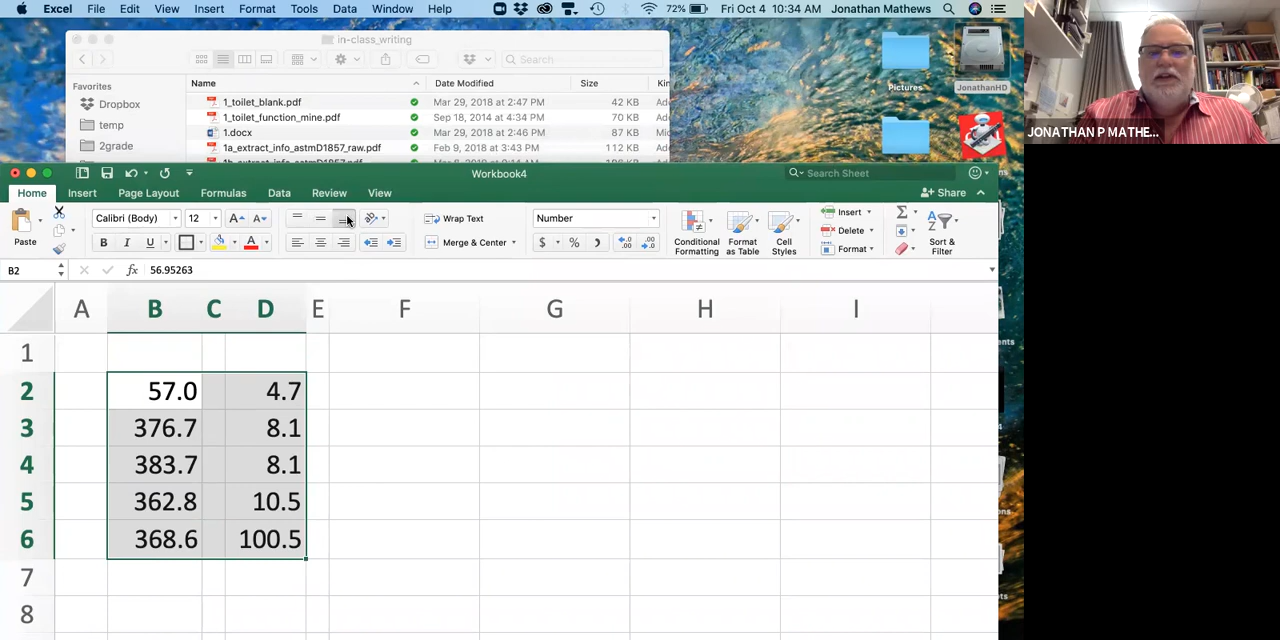 Excel File Edit View Insert Format Tools Data Window Help 72% Fri Oct 4 10:34 AM Jonathan Mathews
in-class_writing
Search
Favorites Name Date Modified Size
Dropbox 1_toilet_blank.pdf Mar 29, 2018 at 2:47 PM 42 KB
1_toilet_function_mine.pdf Sep 18, 2014 at 4:34 PM 70 KB
temp 1.docx Mar 29, 2018 at 2:46 PM 87 KB
2grade 1a_extract_info_astmD1857_raw.pdf Feb 9, 2018 at 3:43 PM 112 KB
Pictures JonathanHD
JONATHAN P MATHE...
Workbook4 Search Sheet
Home Insert Page Layout Formulas Data Review View Share
Paste Calibri (Body) 12 A A Wrap Text Number Insert
B I U A Merge & Center $ % Conditional Formatting Format as Table Cell Styles Delete Format Sort & Filter
B2 fx 56.95263
A B C D E F G H I
1
2 57.0 4.7
3 376.7 8.1
4 383.7 8.1
5 362.8 10.5
6 368.6 100.5
7
8